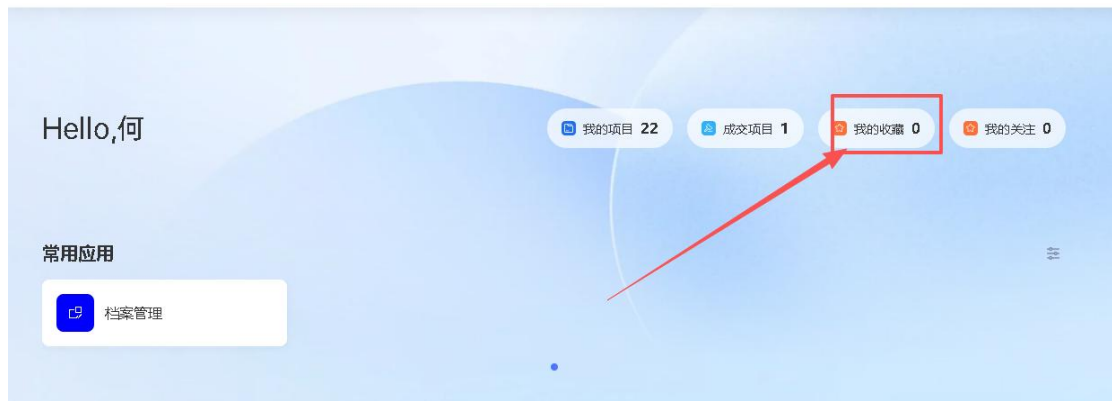 Hello,何
我的项目 22
成交项目 1
我的收藏 0
我的关注 0
常用应用
档案管理